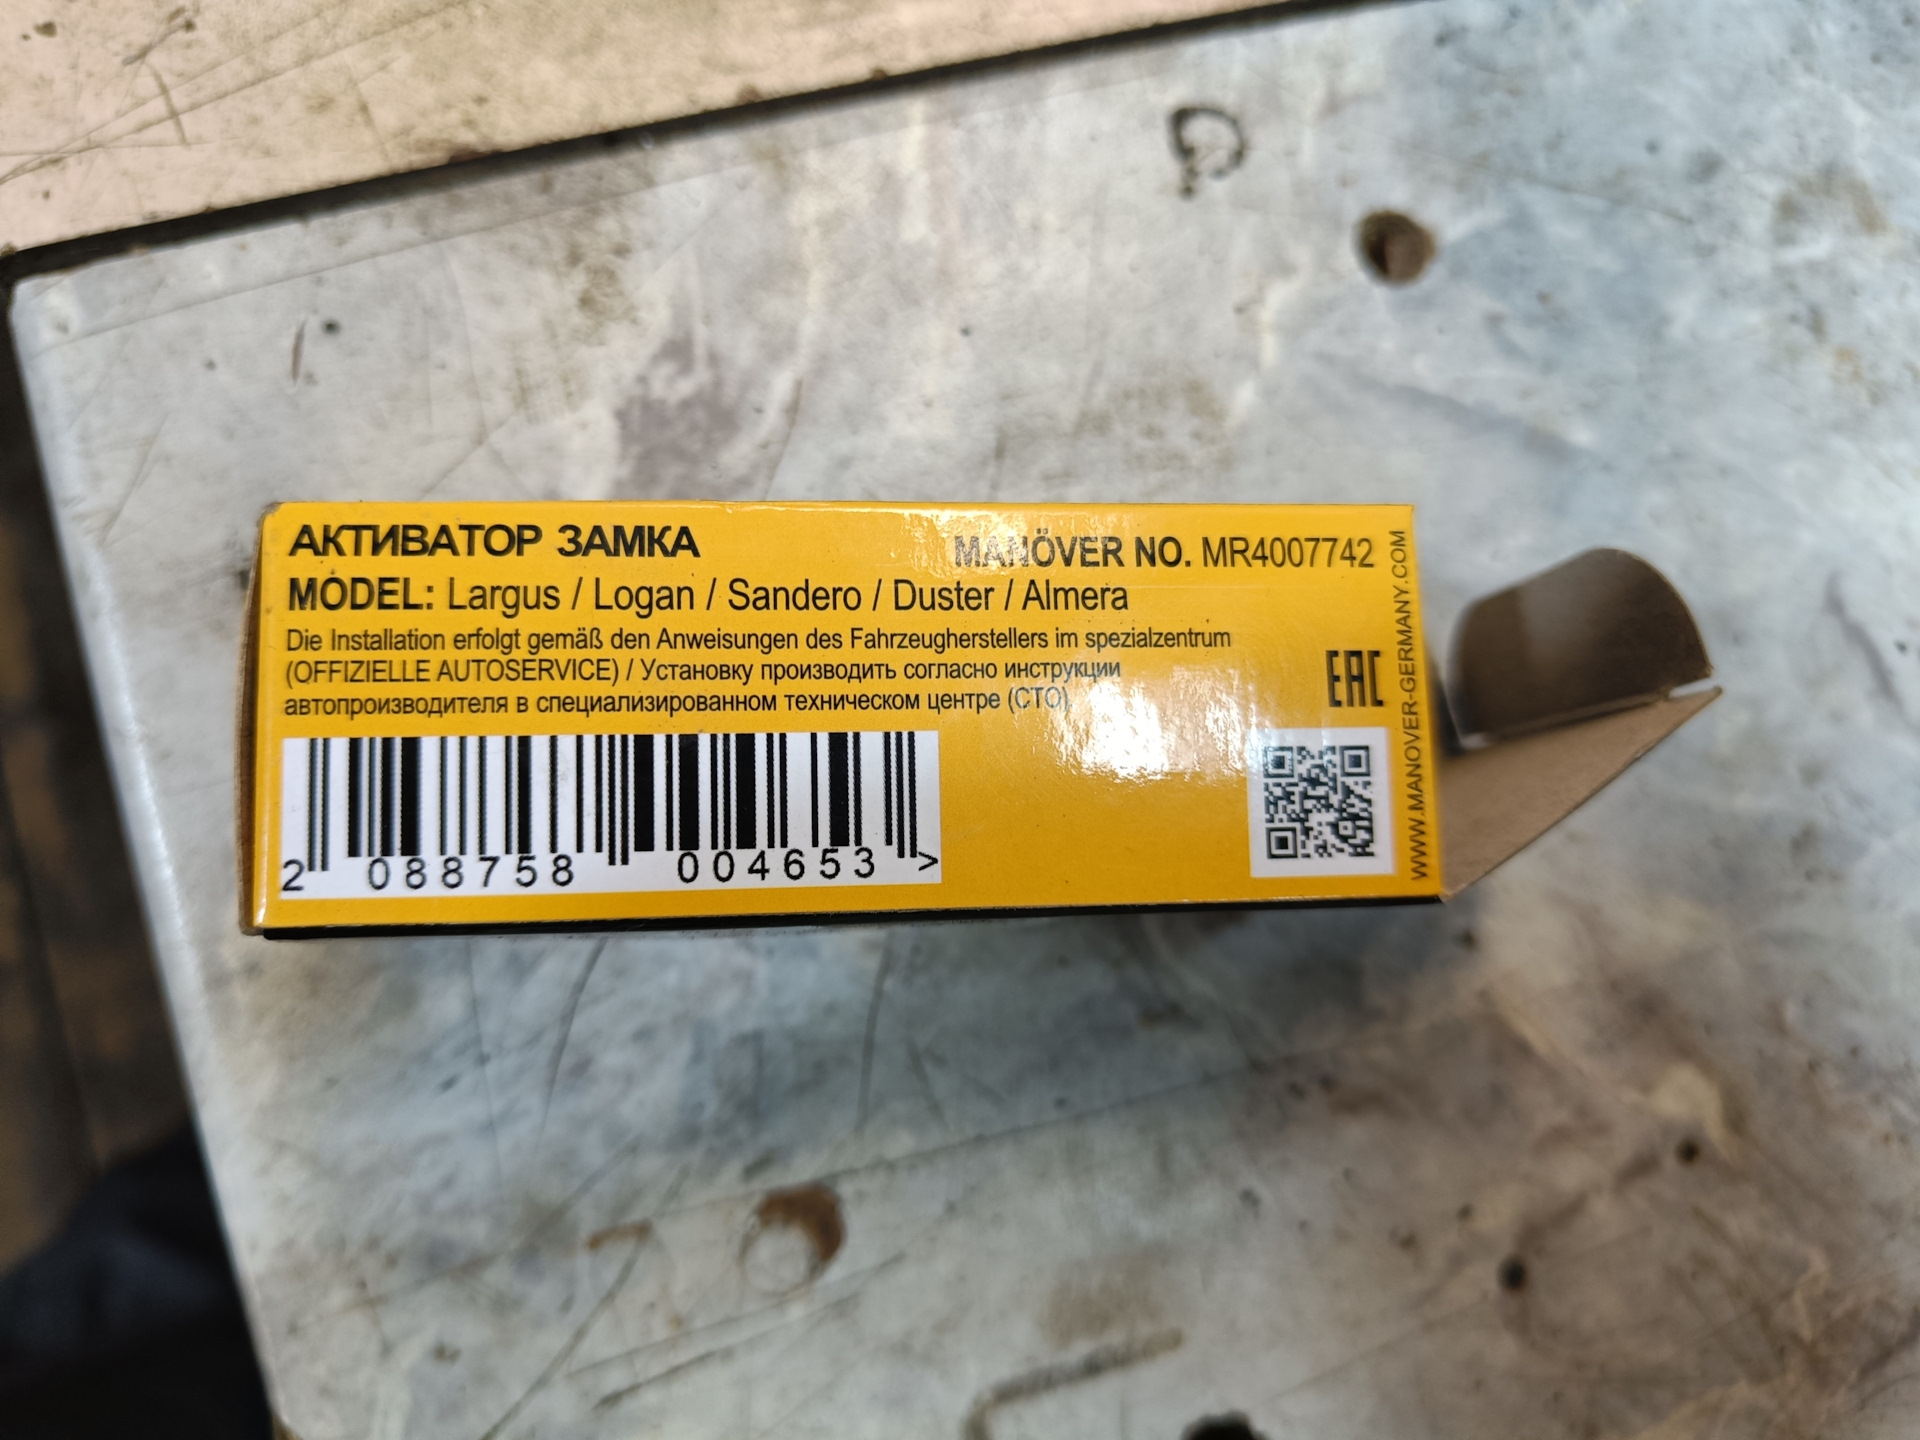 АКТИВАТОР ЗАМКА
MANÖVER NO. MR4007742
MODEL: Largus / Logan / Sandero / Duster / Almera
Die Installation erfolgt gemäß den Anweisungen des Fahrzeugherstellers im spezialzentrum
(OFFIZIELLE AUTOSERVICE) / Установку производить согласно инструкции
автопроизводителя в специализированном техническом центре (СТО)
EAC
WWW.MANOVER-GERMANY.COM
2 088758 004653 >
G.